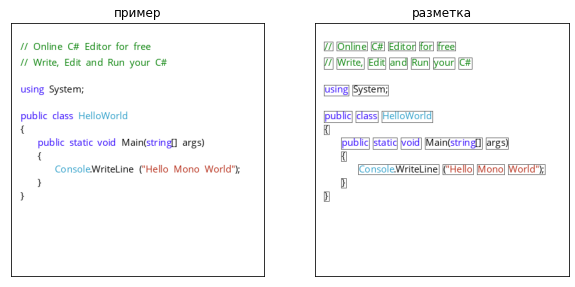 пример
// Online C# Editor for free
// Write, Edit and Run your C#
using System;
public class HelloWorld
{
public static void Main(string[] args)
{
Console.WriteLine ("Hello Mono World");
}
}
разметка
// Online C# Editor for free
// Write, Edit and Run your C#
using System;
public class HelloWorld
{
public static void Main(string[] args)
{
Console.WriteLine ("Hello Mono World");
}
}